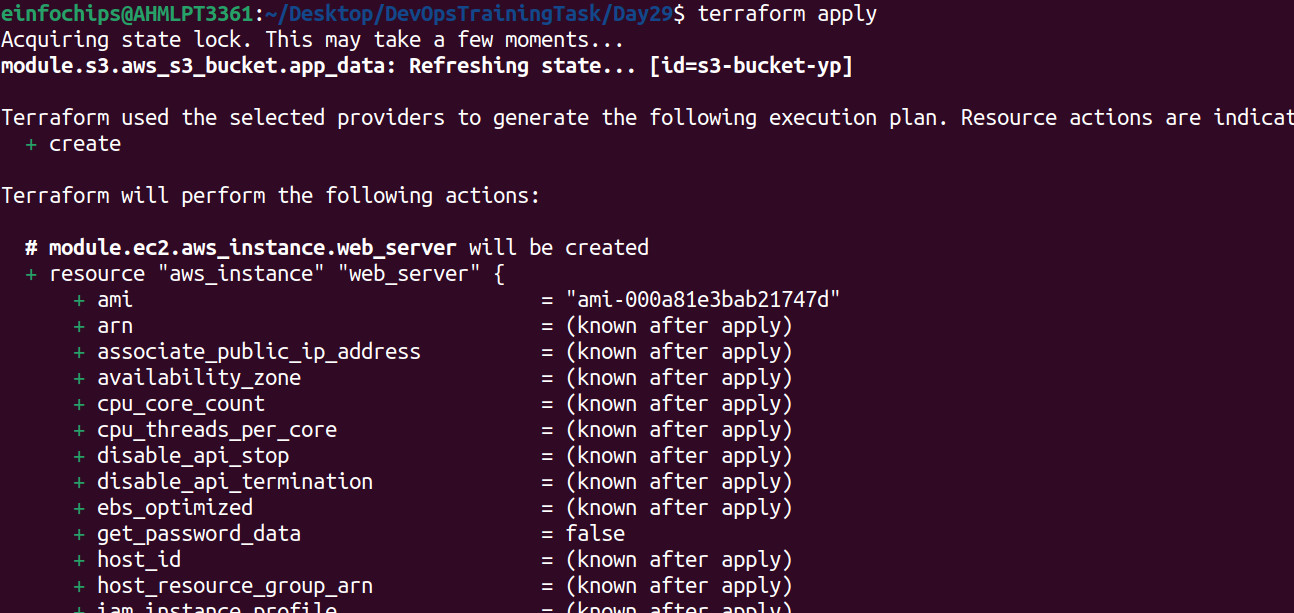 einfochips@AHMLPT3361:~/Desktop/DevOpsTrainingTask/Day29$ terraform apply
Acquiring state lock. This may take a few moments...
module.s3.aws_s3_bucket.app_data: Refreshing state... [id=s3-bucket-yp]
Terraform used the selected providers to generate the following execution plan. Resource actions are indicat
+ create
Terraform will perform the following actions:
# module.ec2.aws_instance.web_server will be created
+ resource "aws_instance" "web_server" {
+ ami = "ami-000a81e3bab21747d"
+ arn = (known after apply)
+ associate_public_ip_address = (known after apply)
+ availability_zone = (known after apply)
+ cpu_core_count = (known after apply)
+ cpu_threads_per_core = (known after apply)
+ disable_api_stop = (known after apply)
+ disable_api_termination = (known after apply)
+ ebs_optimized = (known after apply)
+ get_password_data = false
+ host_id = (known after apply)
+ host_resource_group_arn = (known after apply)
+ iam_instance_profile = (known after apply)